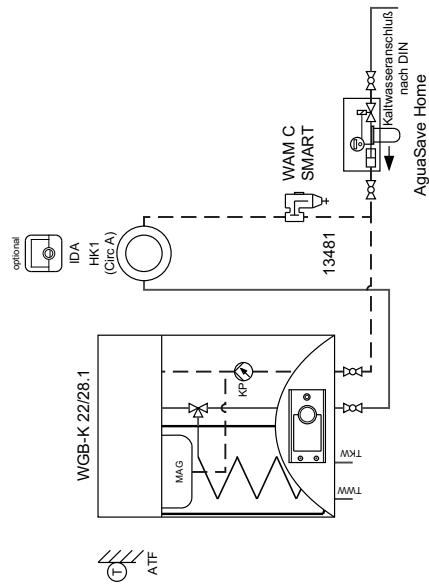 optional
IDA
HK1
(Circ A)
WGB-K 22/28.1
MAG
KP
TWW
TKW
ATF
T
WAM C
SMART
13481
Kaltwasseranschluß
nach DIN
AguaSave Home